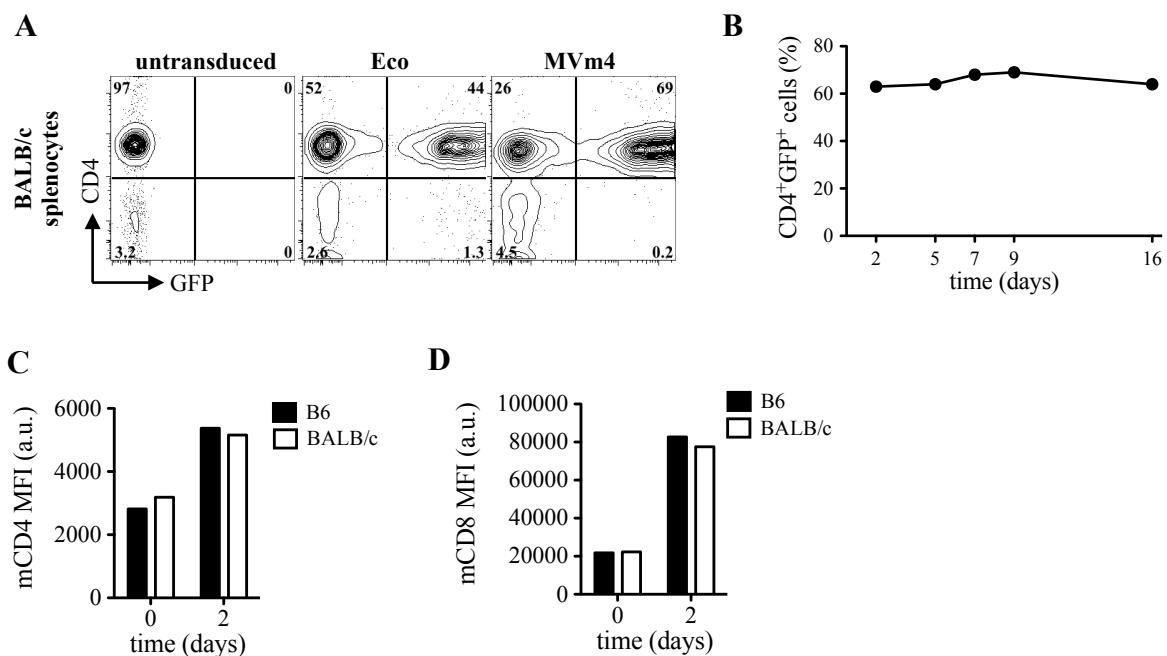 A
untransduced
Eco
MVm4
97
0
52
44
26
69
3.2
0
2.6
1.3
4.5
0.2
BALB/c
splenocytes
CD4
GFP
B
CD4⁺GFP⁺ cells (%)
80
60
40
20
0
2
5
7
9
16
time (days)
C
mCD4 MFI (a.u.)
6000
4000
2000
0
0
2
time (days)
B6
BALB/c
D
mCD8 MFI (a.u.)
100000
80000
60000
40000
20000
0
0
2
time (days)
B6
BALB/c